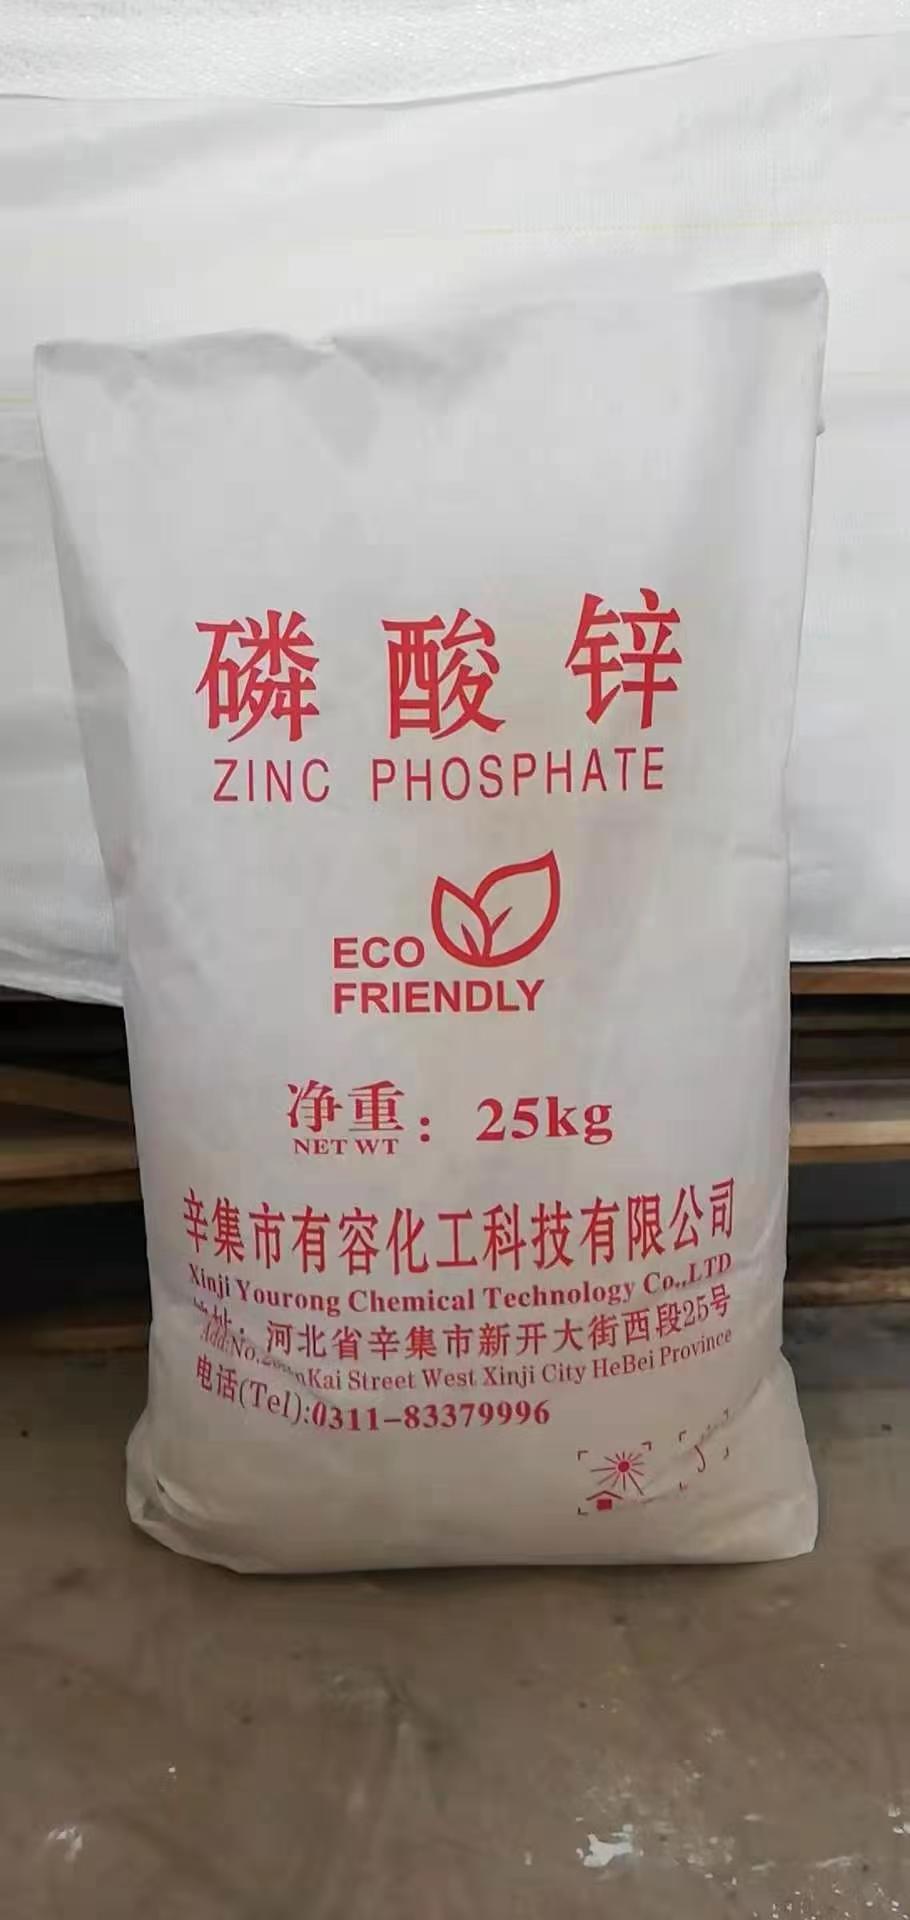 磷酸锌
ZINC PHOSPHATE
ECO
FRIENDLY
净重：25kg
NET WT
辛集市有容化工科技有限公司
Xinji Yourong Chemical Technology Co.,LTD
址：河北省辛集市新开大街西段25号
Add:No. Kai Street West Xinji City HeBei Province
电话(Tel):0311-83379996